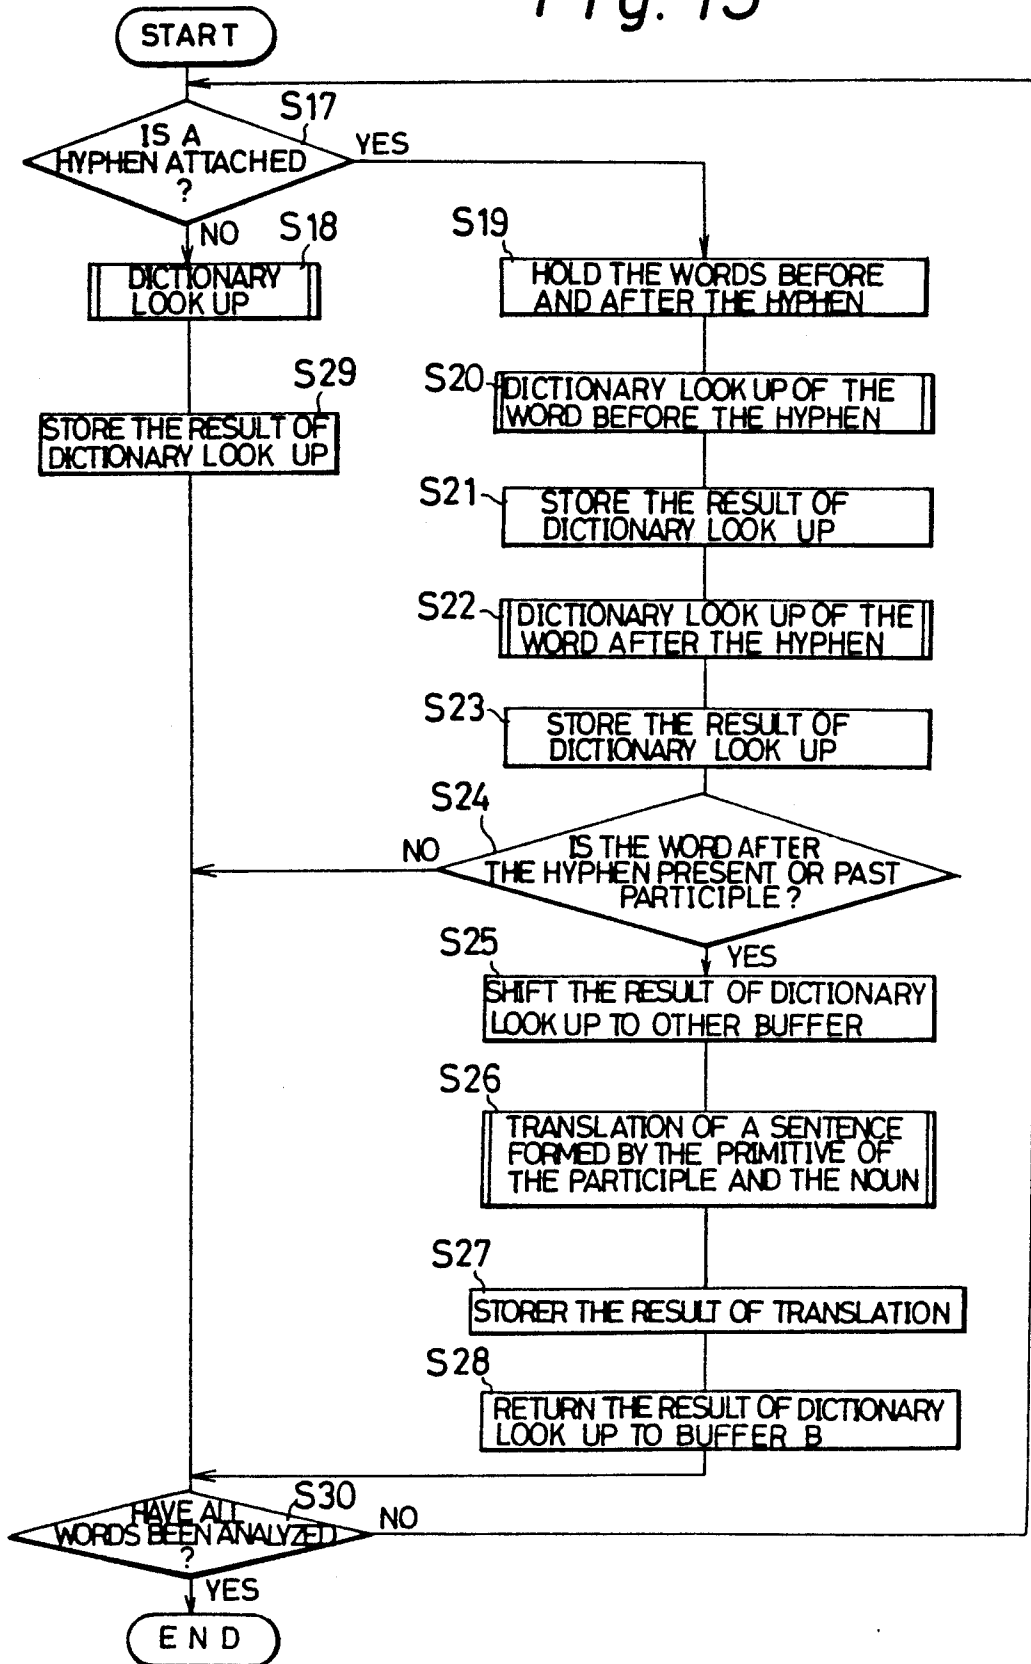 Fig. 13
START
S17
IS A
HYPHEN ATTACHED
?
YES
NO
S18
DICTIONARY
LOOK UP
S19
HOLD THE WORDS BEFORE
AND AFTER THE HYPHEN
S29
STORE THE RESULT OF
DICTIONARY LOOK UP
S20
DICTIONARY LOOK UP OF THE
WORD BEFORE THE HYPHEN
S21
STORE THE RESULT OF
DICTIONARY LOOK UP
S22
DICTIONARY LOOK UP OF THE
WORD AFTER THE HYPHEN
S23
STORE THE RESULT OF
DICTIONARY LOOK UP
S24
NO
IS THE WORD AFTER
THE HYPHEN PRESENT OR PAST
PARTICIPLE?
YES
S25
SHIFT THE RESULT OF DICTIONARY
LOOK UP TO OTHER BUFFER
S26
TRANSLATION OF A SENTENCE
FORMED BY THE PRIMITIVE OF
THE PARTICIPLE AND THE NOUN
S27
STORER THE RESULT OF TRANSLATION
S28
RETURN THE RESULT OF DICTIONARY
LOOK UP TO BUFFER B
S30
HAVE ALL
WORDS BEEN ANALYZED
?
NO
YES
END